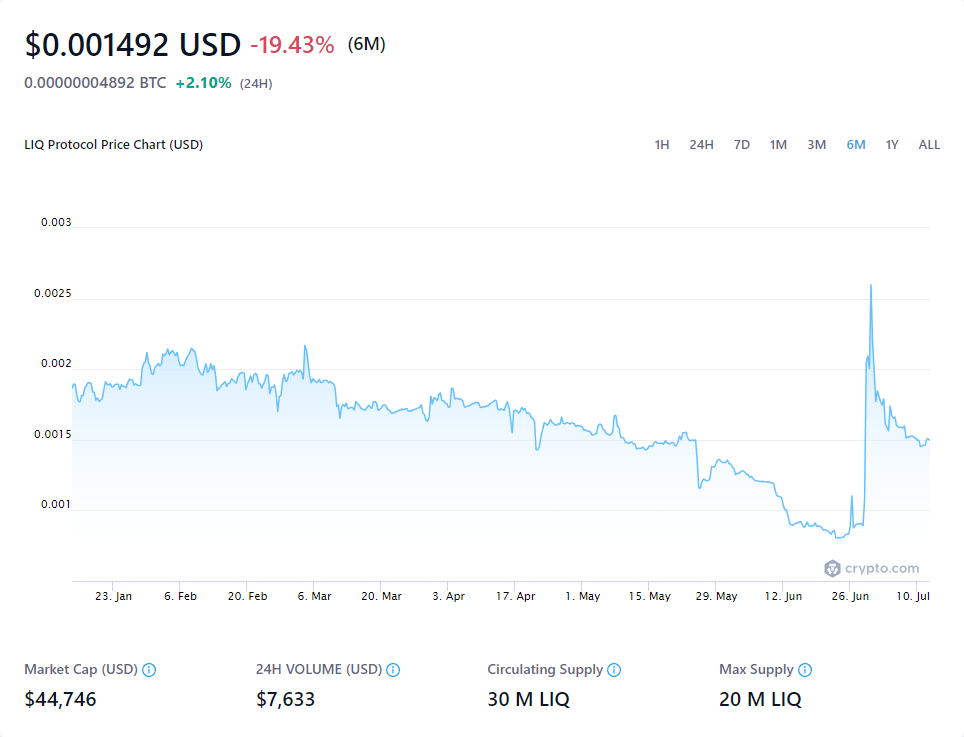 $0.001492 USD -19.43% (6M)
0.00000004892 BTC +2.10% (24H)
LIQ Protocol Price Chart (USD) 1H 24H 7D 1M 3M 6M 1Y ALL
0.003
0.0025
0.002
0.0015
0.001
crypto.com
23. Jan 6. Feb 20. Feb 6. Mar 20. Mar 3. Apr 17. Apr 1. May 15. May 29. May 12. Jun 26. Jun 10. Jul
Market Cap (USD) 24H VOLUME (USD) Circulating Supply Max Supply
$44,746 $7,633 30 M LIQ 20 M LIQ